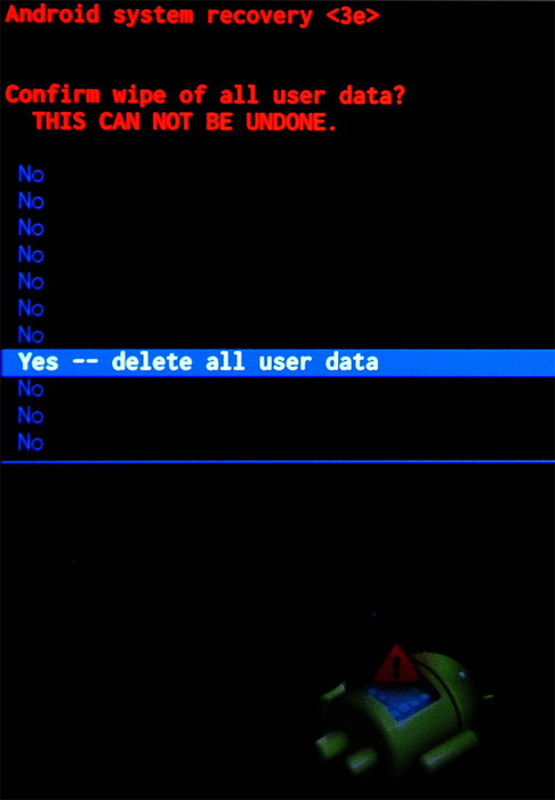 Android system recovery <3e>
Confirm wipe of all user data?
THIS CAN NOT BE UNDONE.
No
No
No
No
No
No
No
Yes -- delete all user data
No
No
No